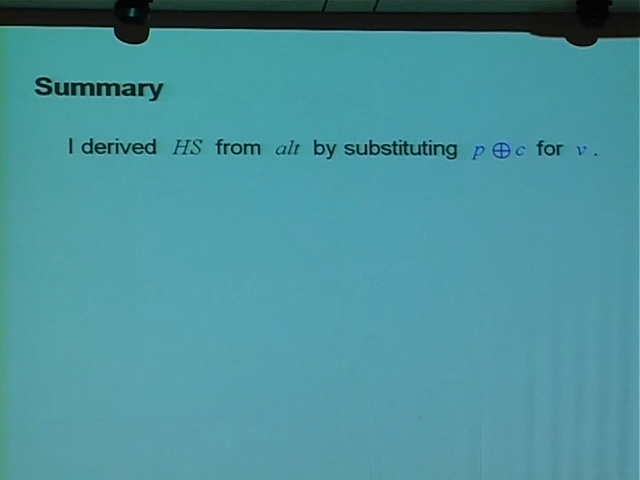 Summary
I derived HS from alt by substituting p ⊕ c for v .